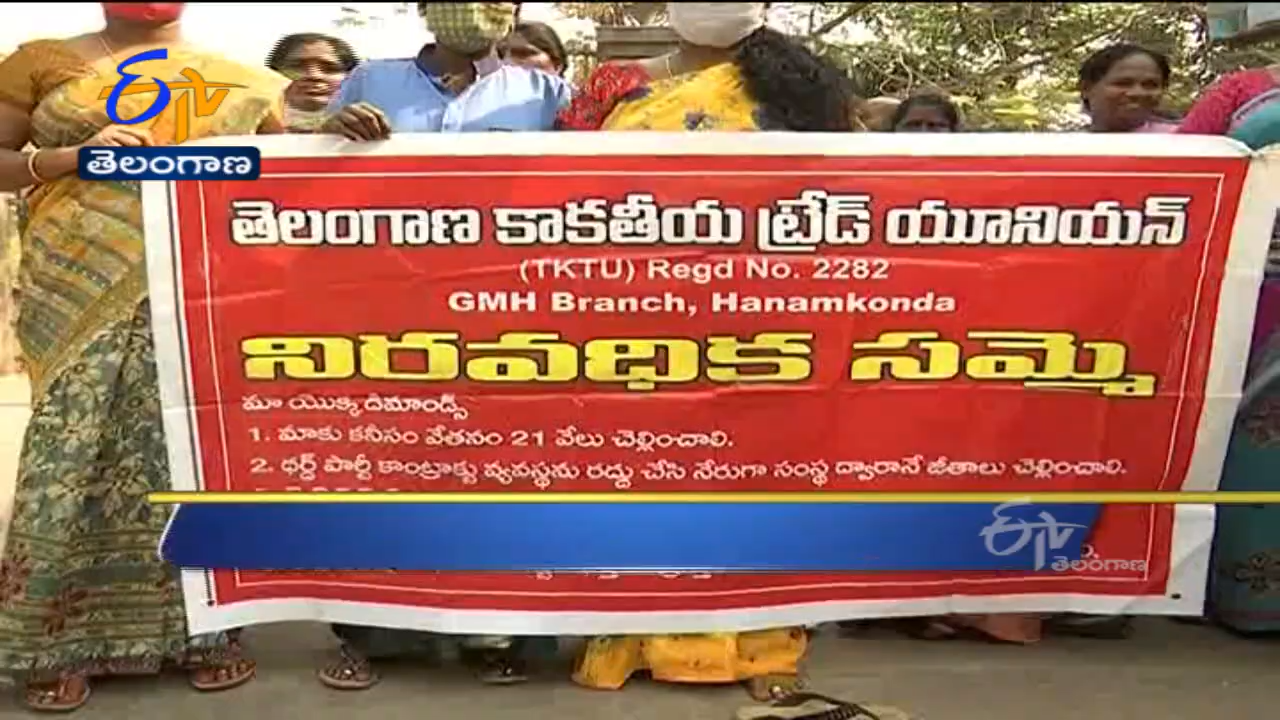 ETV
తెలంగాణ
తెలంగాణ కాకతీయ ట్రేడ్ యూనియన్
(TKTU) Regd No. 2282
GMH Branch, Hanamkonda
నిరవధిక సమ్మె
మా యొక్క డిమాండ్స్
1. మాకు కనీసం వేతనం 21 వేలు చెల్లించాలి.
2. థర్డ్ పార్టీ కాంట్రాక్టు వ్యవస్థను రద్దు చేసి నేరుగా సంస్థ ద్వారానే జీతాలు చెల్లించాలి.
ETV
తెలంగాణ